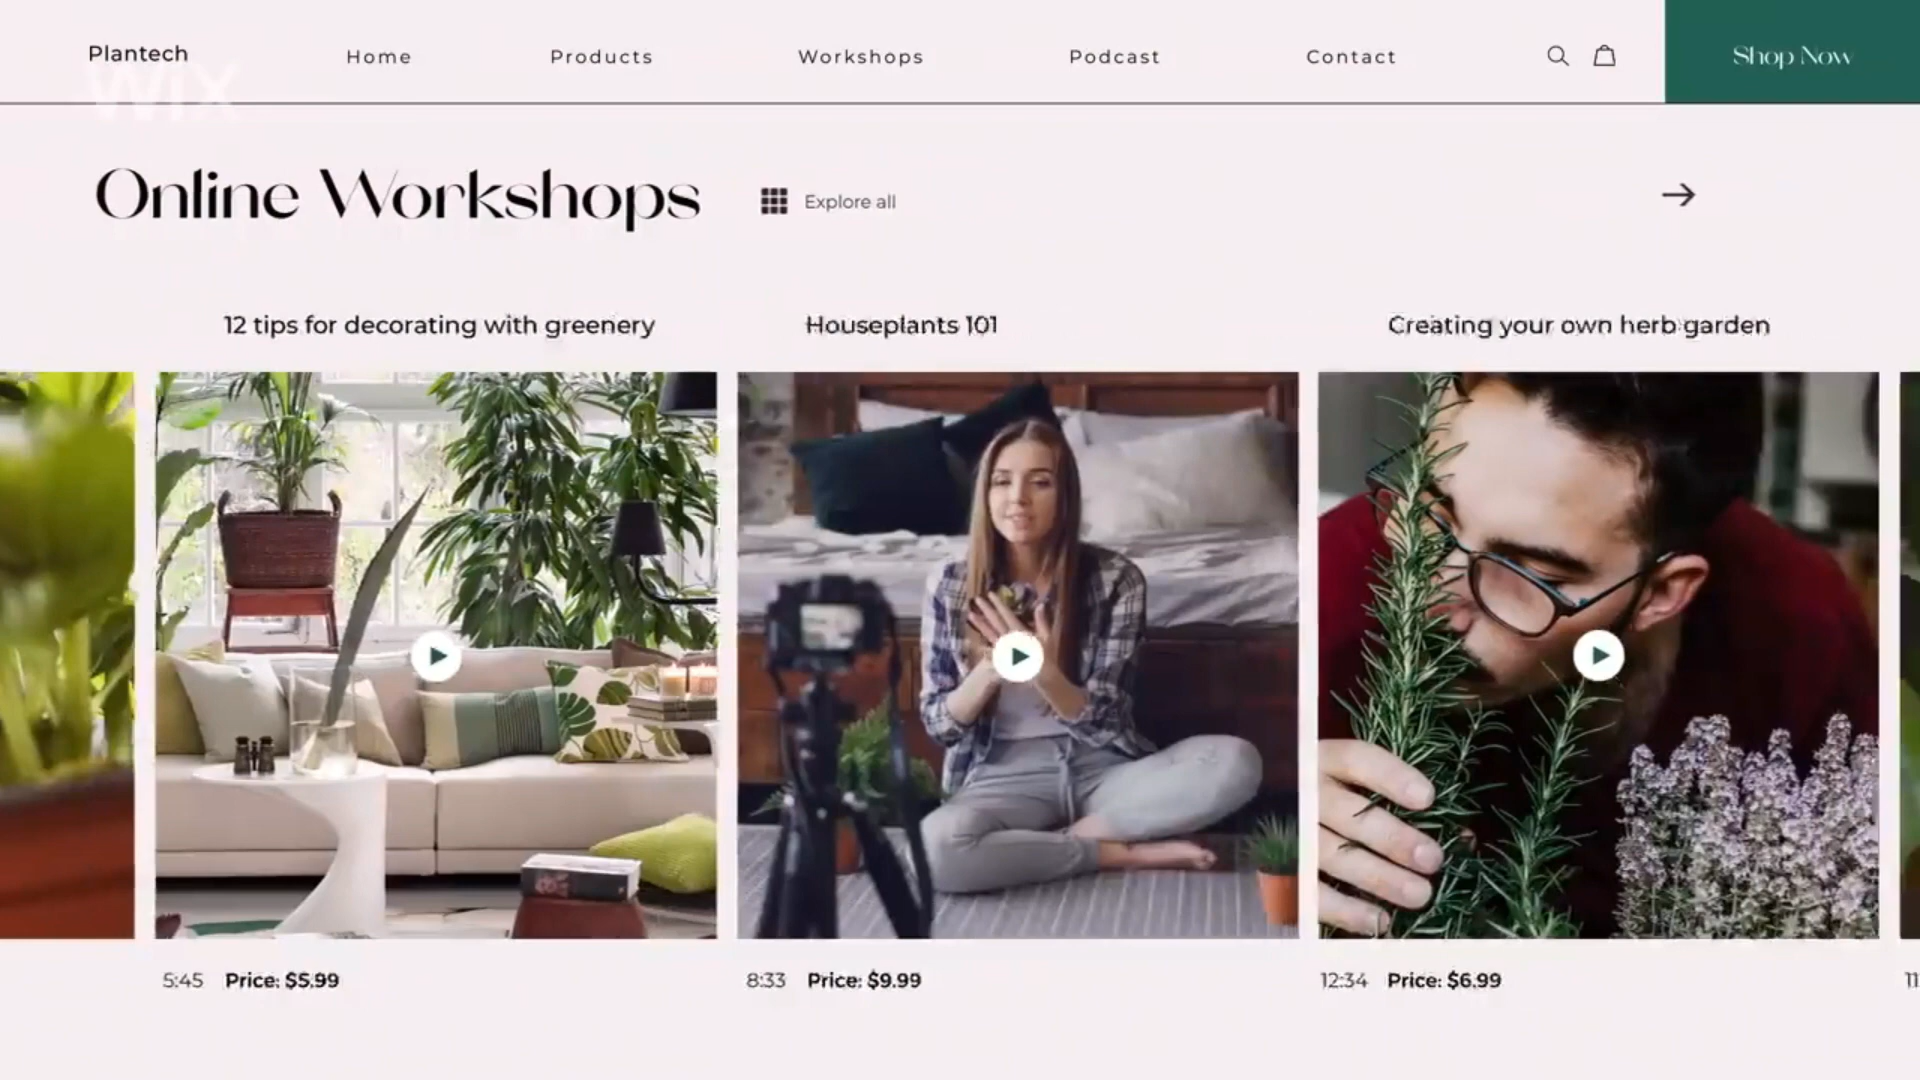 Plantech
Home
Products
Workshops
Podcast
Contact
Shop Now
WiX
Online Workshops
Explore all
12 tips for decorating with greenery
Houseplants 101
Creating your own herb garden
5:45 Price: $5.99
8:33 Price: $9.99
12:34 Price: $6.99
11